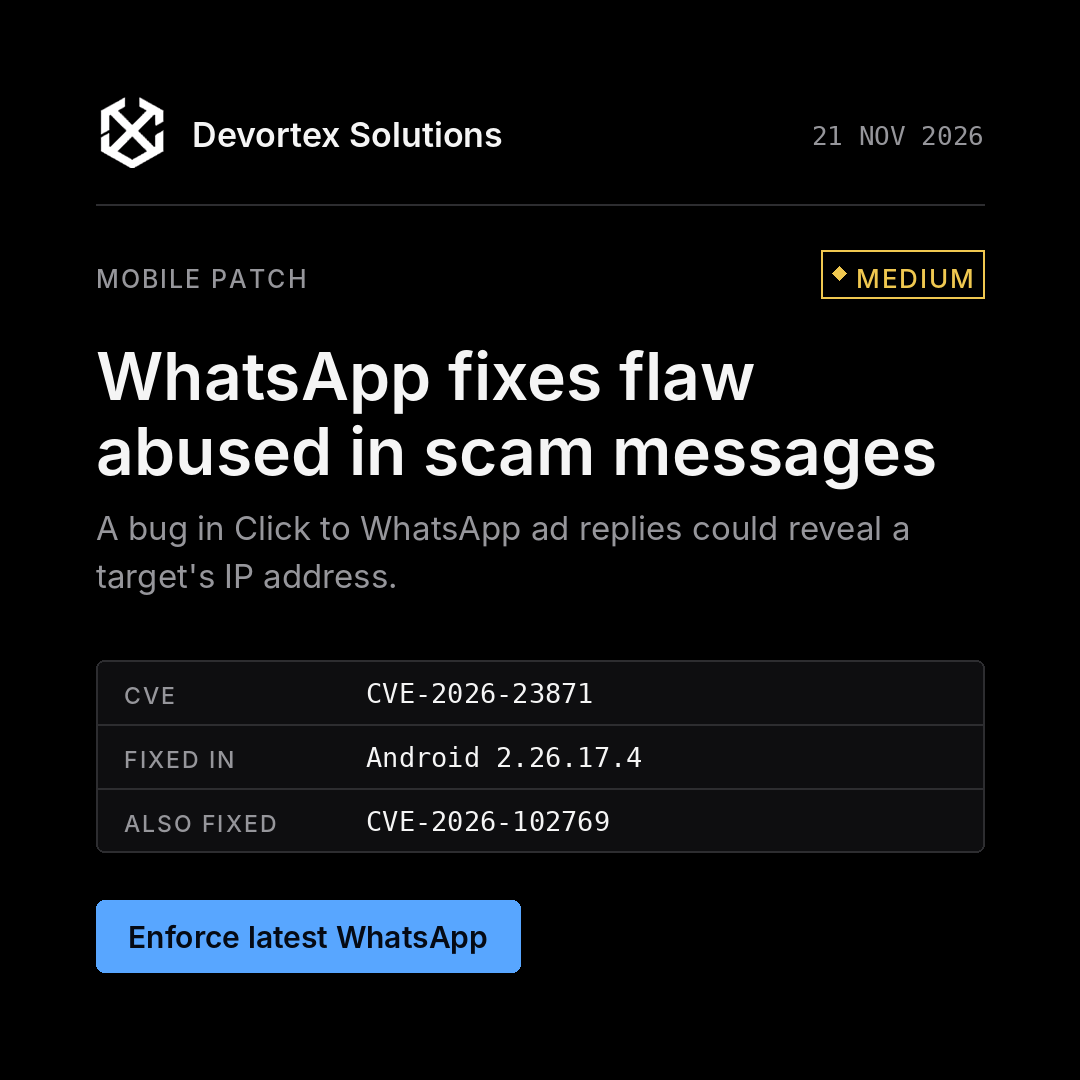 Devortex Solutions
21 NOV 2026
MOBILE PATCH
MEDIUM
WhatsApp fixes flaw
abused in scam messages
A bug in Click to WhatsApp ad replies could reveal a
target's IP address.
CVE CVE-2026-23871
FIXED IN Android 2.26.17.4
ALSO FIXED CVE-2026-102769
Enforce latest WhatsApp